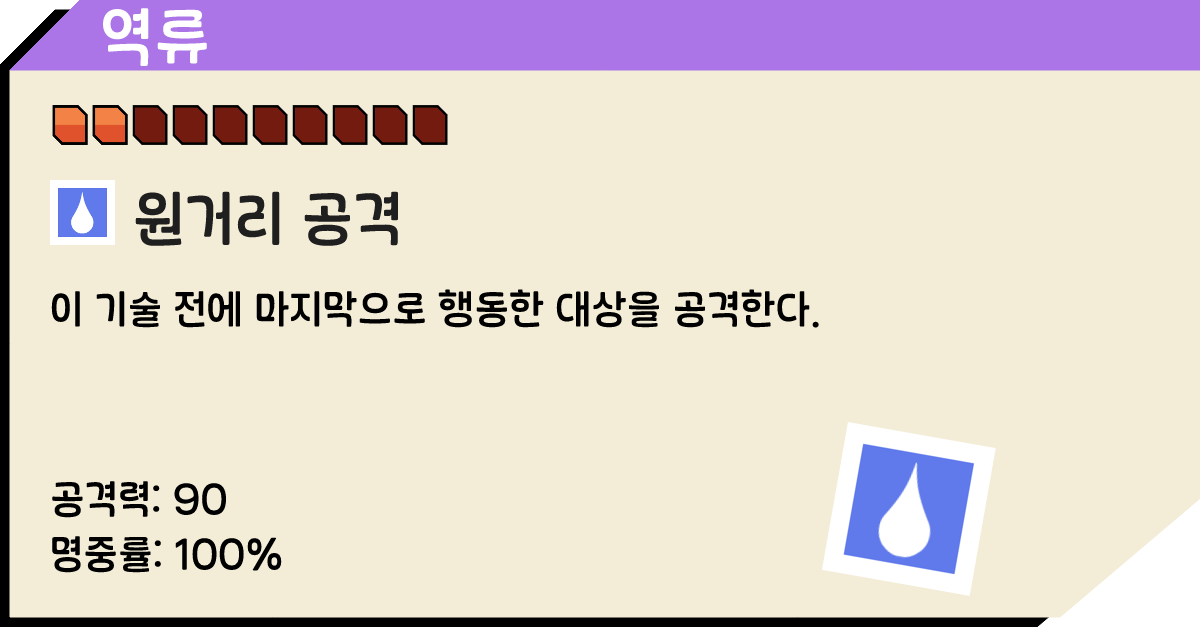 역류
원거리 공격
이 기술 전에 마지막으로 행동한 대상을 공격한다.
공격력: 90
명중률: 100%